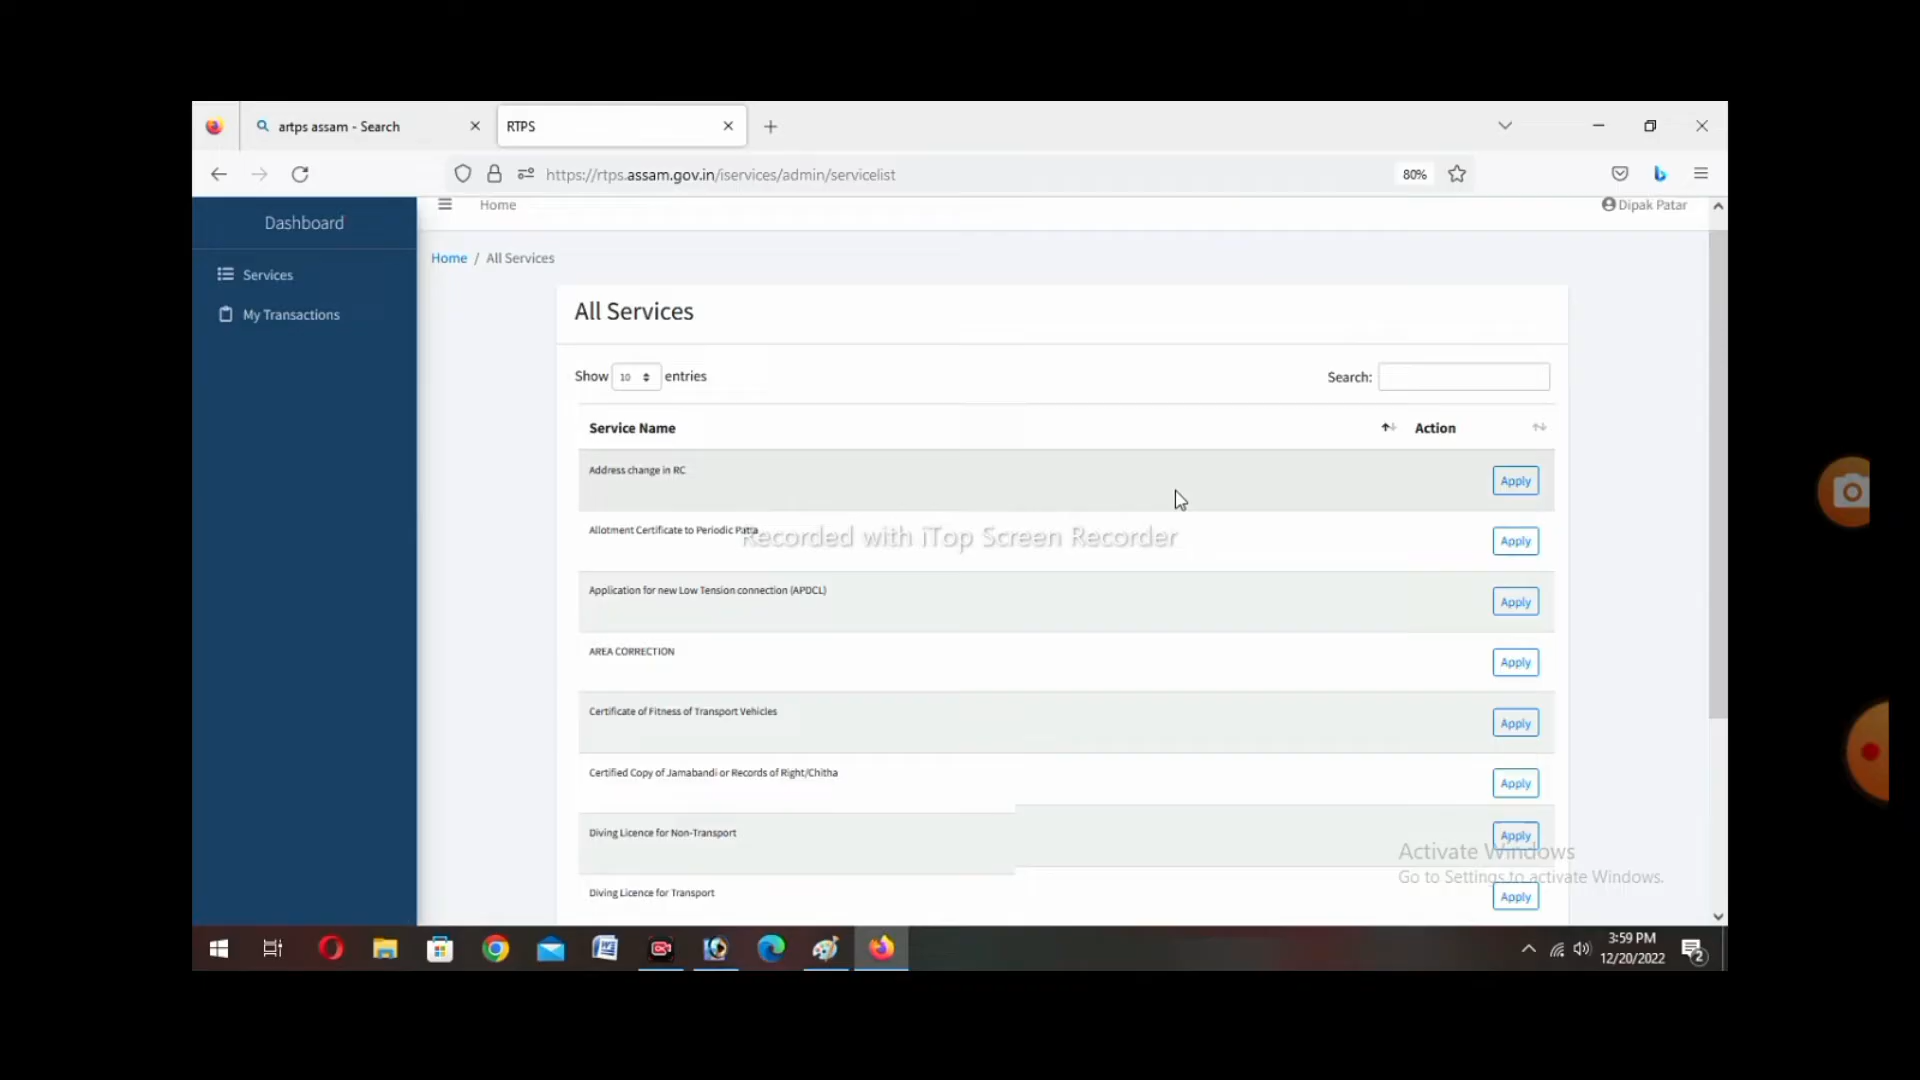 artps assam - Search
RTPS
https://rtps.assam.gov.in/iservices/admin/servicelist
80%
Dashboard
Home
Dipak Patar
Services
Home / All Services
My Transactions
All Services
Show 10 entries
Search:
Service Name
Action
Address change in RC
Apply
Allotment Certificate to Periodic Patta
Apply
Recorded with iTop Screen Recorder
Application for new Low Tension connection (APDCL)
Apply
AREA CORRECTION
Apply
Certificate of Fitness of Transport Vehicles
Apply
Certified Copy of Jamabandi or Records of Right/Chitha
Apply
Diving Licence for Non-Transport
Apply
Activate Windows
Go to Settings to activate Windows.
Diving Licence for Transport
Apply
3:59 PM
12/20/2022
2